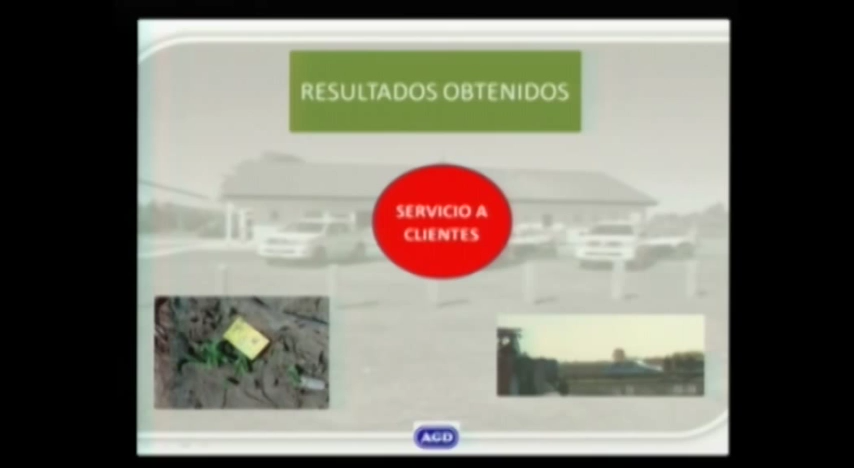 RESULTADOS OBTENIDOS
SERVICIO A
CLIENTES
AGD